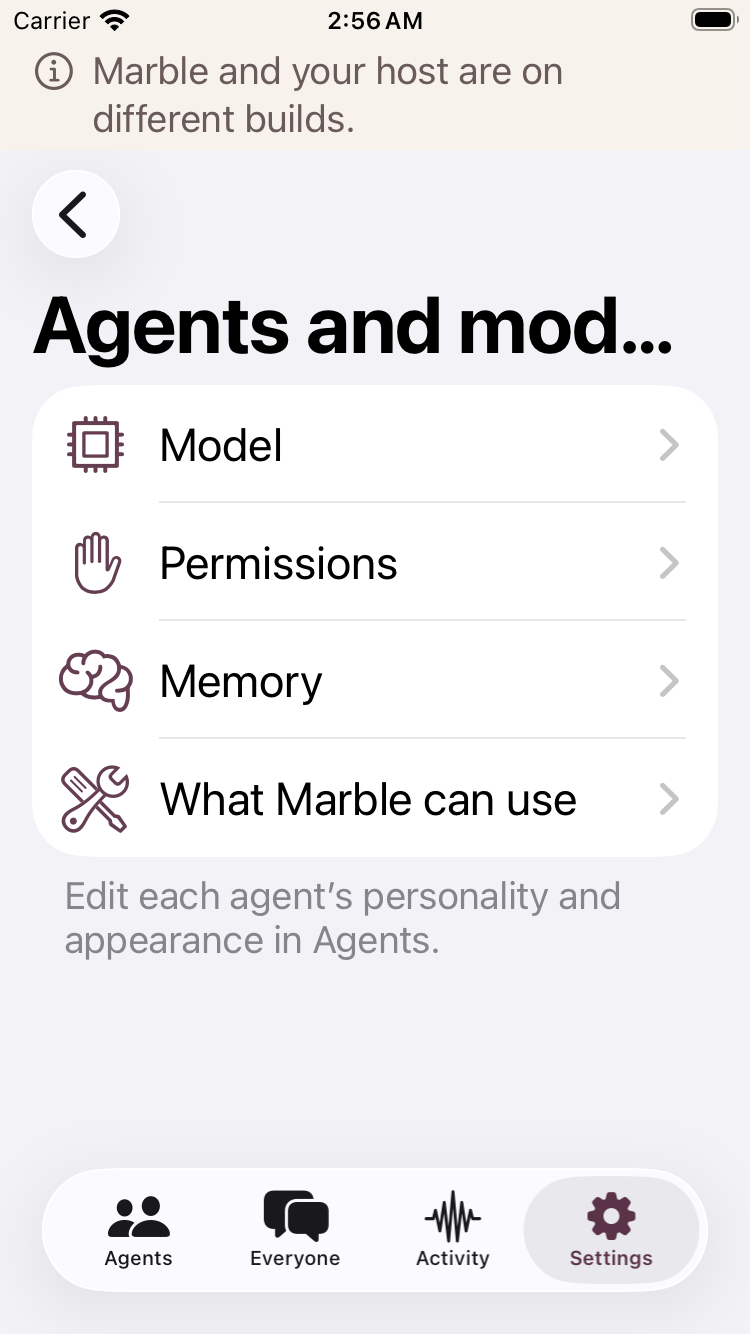 Carrier 2:56 AM
Marble and your host are on
different builds.
Agents and mod...
Model
Permissions
Memory
What Marble can use
Edit each agent’s personality and
appearance in Agents.
Agents Everyone Activity Settings